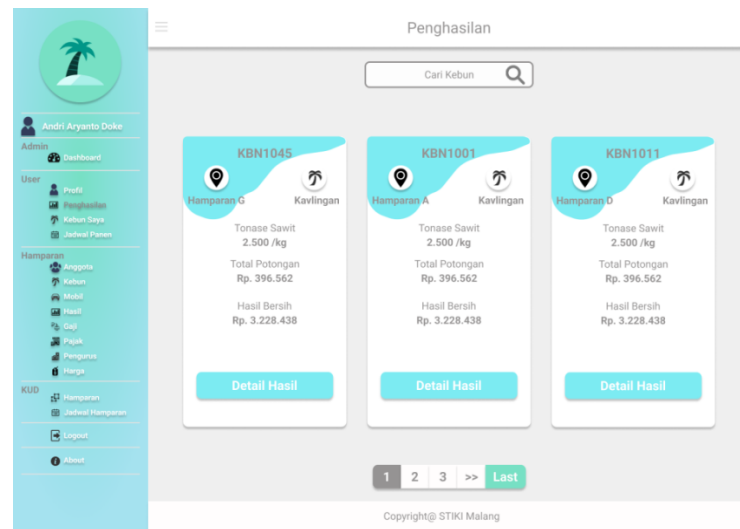 Penghasilan
Andri Aryanto Doke
Admin
Dashboard
User
Profil
Penghasilan
Kebun Saya
Jadwal Panen
Hamparan
Anggota
Kebun
Mobil
Hasil
Gaji
Pajak
Pengurus
Harga
KUD
Hamparan
Jadwal Hamparan
Logout
About
Cari Kebun
KBN1045
Hamparan G
Kavlingan
Tonase Sawit
2.500 /kg
Total Potongan
Rp. 396.562
Hasil Bersih
Rp. 3.228.438
Detail Hasil
KBN1001
Hamparan A
Kavlingan
Tonase Sawit
2.500 /kg
Total Potongan
Rp. 396.562
Hasil Bersih
Rp. 3.228.438
Detail Hasil
KBN1011
Hamparan D
Kavlingan
Tonase Sawit
2.500 /kg
Total Potongan
Rp. 396.562
Hasil Bersih
Rp. 3.228.438
Detail Hasil
1 2 3 >> Last
Copyright@ STIKI Malang